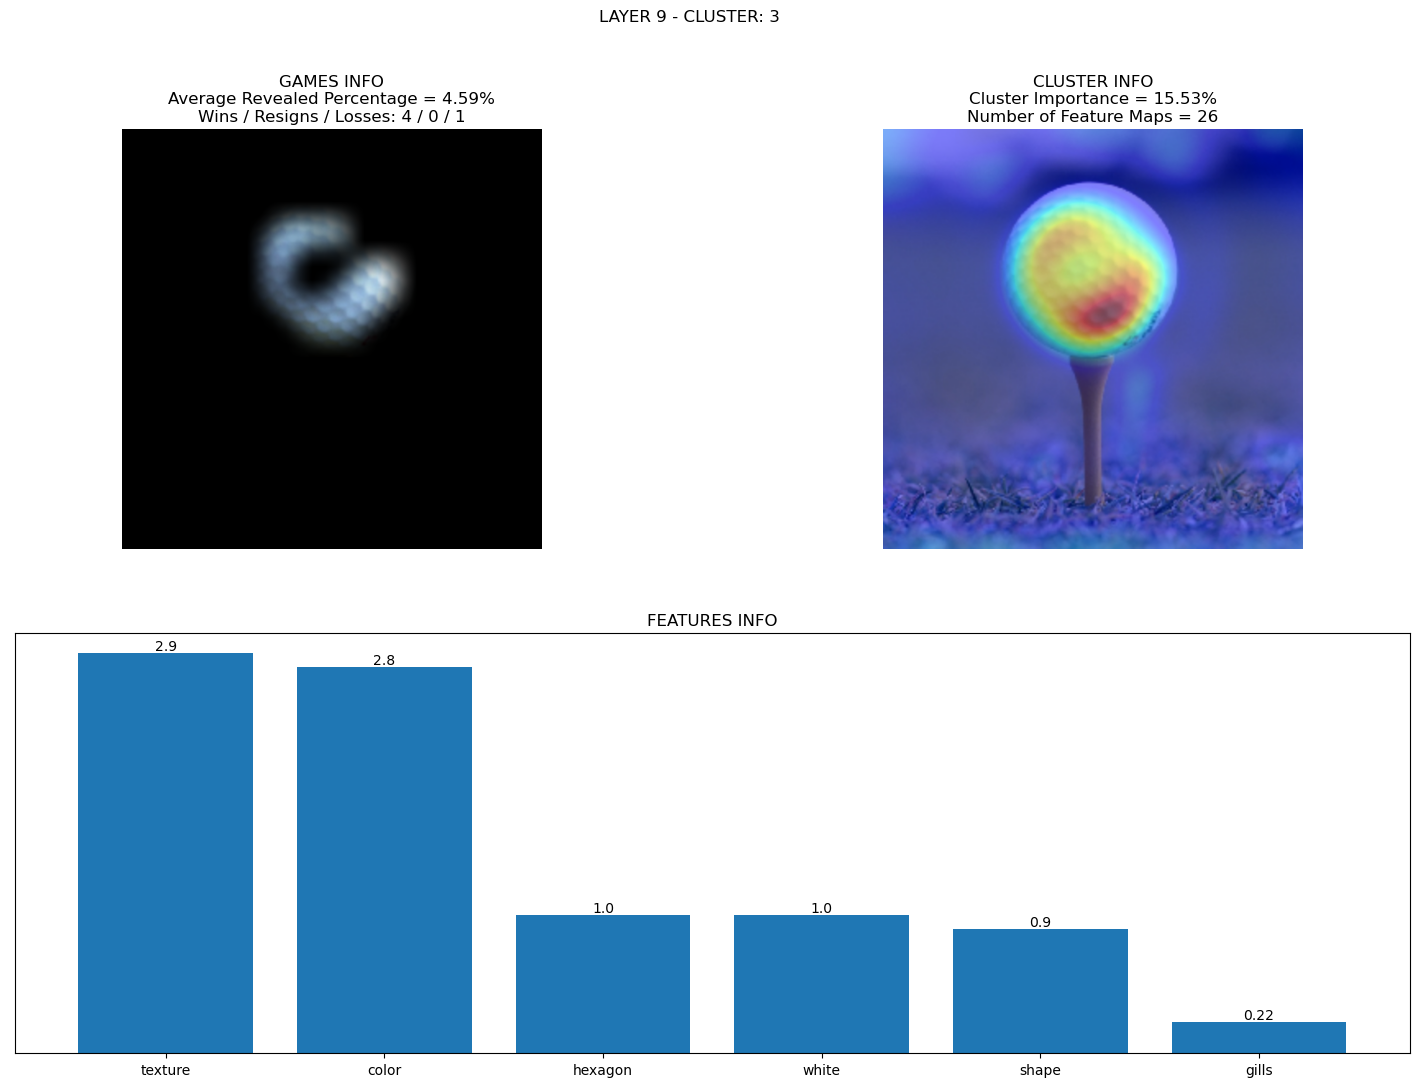 LAYER 9 - CLUSTER: 3
GAMES INFO
Average Revealed Percentage = 4.59%
Wins / Resigns / Losses: 4 / 0 / 1
CLUSTER INFO
Cluster Importance = 15.53%
Number of Feature Maps = 26
FEATURES INFO
2.9
2.8
1.0
1.0
0.9
0.22
texture
color
hexagon
white
shape
gills